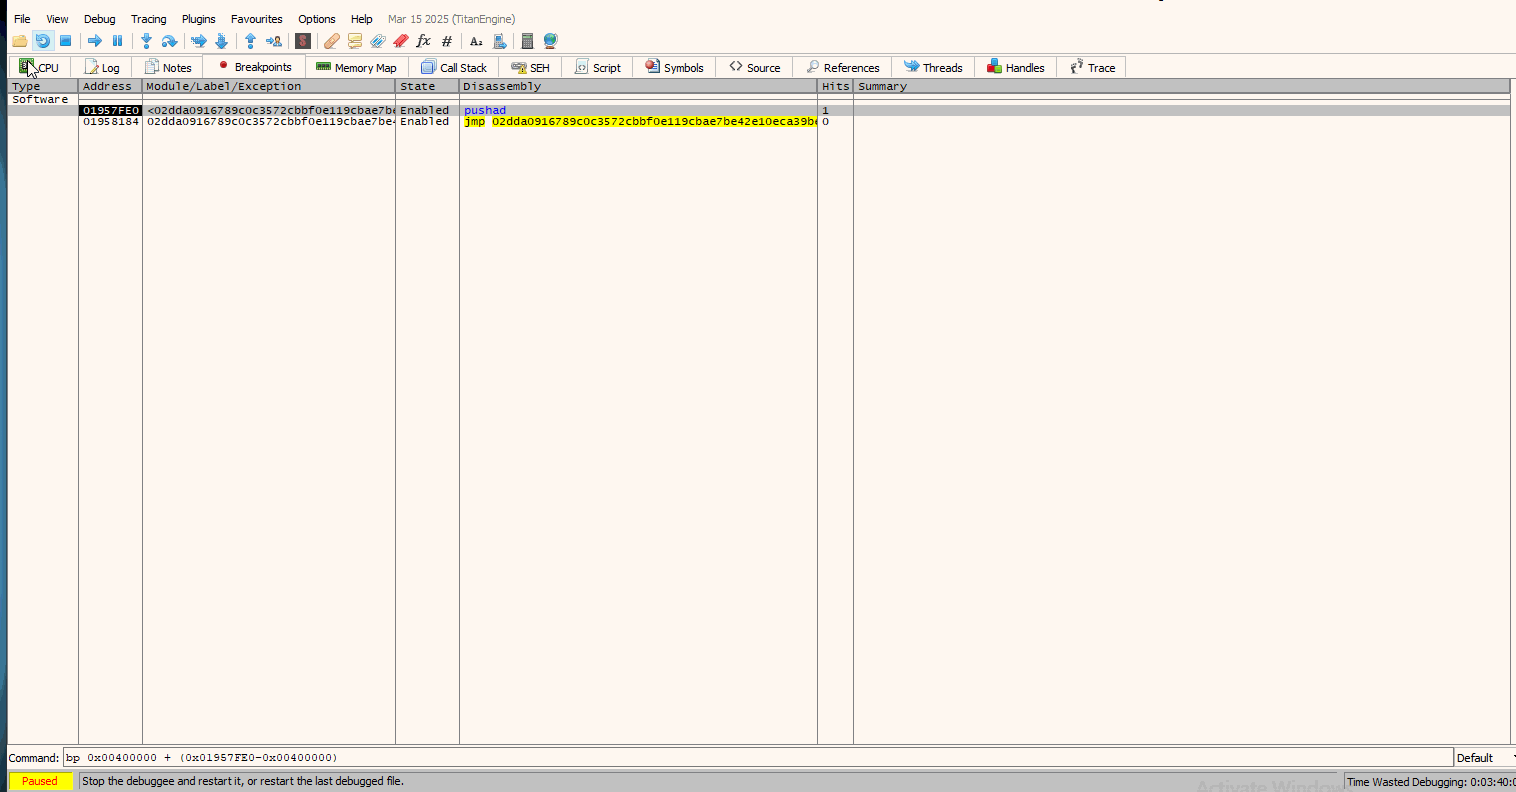 File View Debug Tracing Plugins Favourites Options Help Mar 15 2025 (TitanEngine)
CPU Log Notes Breakpoints Memory Map Call Stack SEH Script Symbols Source References Threads Handles Trace
Type Address Module/Label/Exception State Disassembly Hits Summary
Software
01957FE0 <02dda0916789c0c3572cbbf0e119cbae7be Enabled pushad 1
01958184 02dda0916789c0c3572cbbf0e119cbae7be4 Enabled jmp 02dda0916789c0c3572cbbf0e119cbae7be42e10eca39be 0
Command: bp 0x00400000 + (0x01957FE0-0x00400000) Default
Activate Windows
Paused Stop the debuggee and restart it, or restart the last debugged file. Time Wasted Debugging: 0:03:40:0